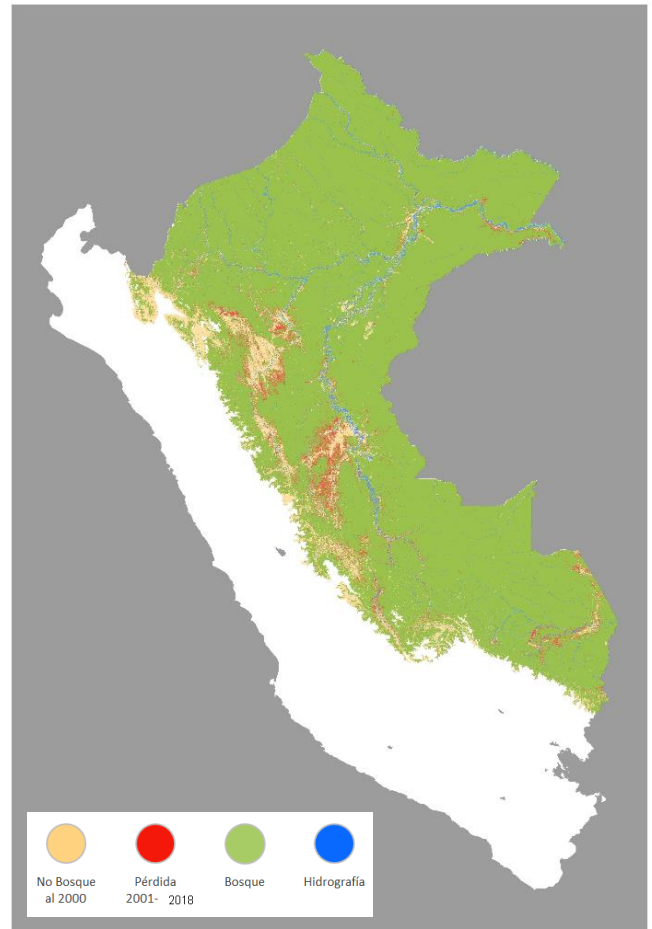 No Bosque
al 2000
Pérdida
2001- 2018
Bosque
Hidrografía